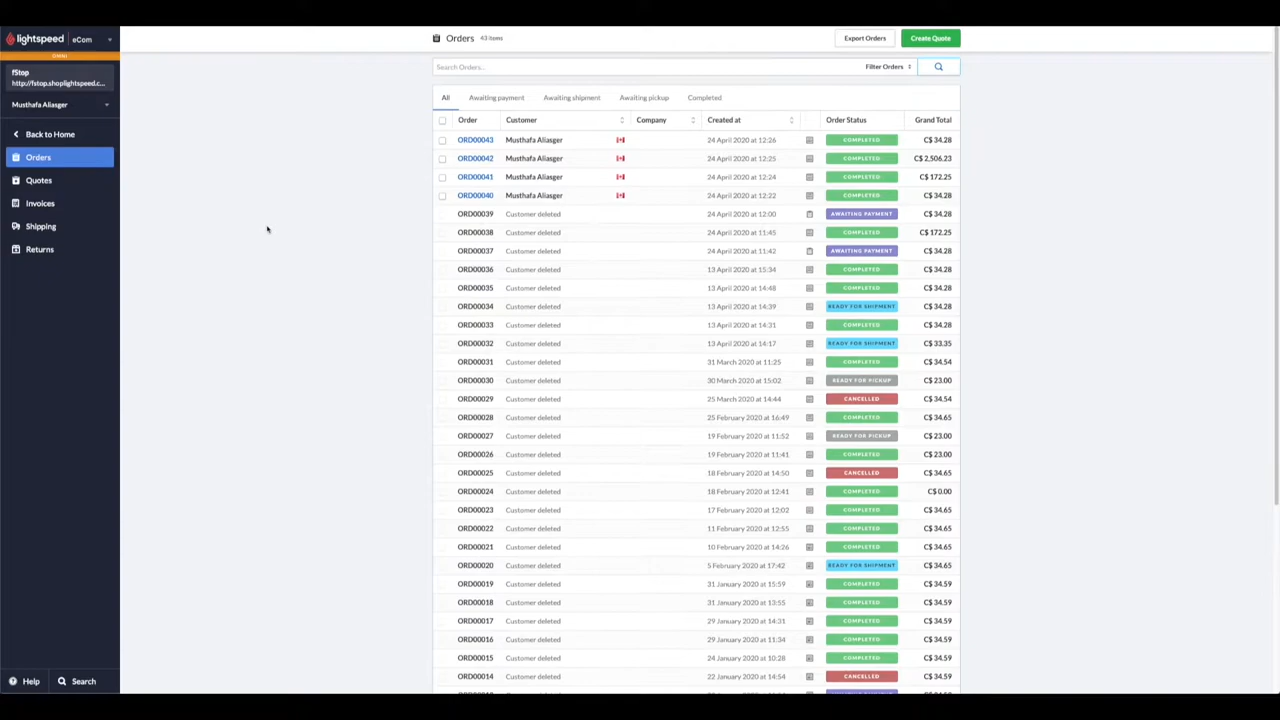 lightspeed eCom
OMNI
fStop
http://fstop.shoplightspeed.c...
Musthafa Aliasger
Back to Home
Orders
Quotes
Invoices
Shipping
Returns
Help
Search
Orders 43 items
Export Orders
Create Quote
Search Orders...
Filter Orders
All Awaiting payment Awaiting shipment Awaiting pickup Completed
Order Customer Company Created at Order Status Grand Total
ORD00043 Musthafa Aliasger 24 April 2020 at 12:26 COMPLETED C$ 34.28
ORD00042 Musthafa Aliasger 24 April 2020 at 12:25 COMPLETED C$ 2,506.23
ORD00041 Musthafa Aliasger 24 April 2020 at 12:24 COMPLETED C$ 172.25
ORD00040 Musthafa Aliasger 24 April 2020 at 12:22 COMPLETED C$ 34.28
ORD00039 Customer deleted 24 April 2020 at 12:00 AWAITING PAYMENT C$ 34.28
ORD00038 Customer deleted 24 April 2020 at 11:45 COMPLETED C$ 172.25
ORD00037 Customer deleted 24 April 2020 at 11:42 AWAITING PAYMENT C$ 34.28
ORD00036 Customer deleted 13 April 2020 at 15:34 COMPLETED C$ 34.28
ORD00035 Customer deleted 13 April 2020 at 14:48 COMPLETED C$ 34.28
ORD00034 Customer deleted 13 April 2020 at 14:39 READY FOR SHIPMENT C$ 34.28
ORD00033 Customer deleted 13 April 2020 at 14:31 COMPLETED C$ 34.28
ORD00032 Customer deleted 13 April 2020 at 14:17 READY FOR SHIPMENT C$ 33.35
ORD00031 Customer deleted 31 March 2020 at 11:25 COMPLETED C$ 34.54
ORD00030 Customer deleted 30 March 2020 at 15:02 READY FOR PICKUP C$ 23.00
ORD00029 Customer deleted 25 March 2020 at 14:44 CANCELLED C$ 34.54
ORD00028 Customer deleted 25 February 2020 at 16:49 COMPLETED C$ 34.65
ORD00027 Customer deleted 19 February 2020 at 11:52 READY FOR PICKUP C$ 23.00
ORD00026 Customer deleted 19 February 2020 at 11:41 COMPLETED C$ 23.00
ORD00025 Customer deleted 18 February 2020 at 14:50 CANCELLED C$ 34.65
ORD00024 Customer deleted 18 February 2020 at 12:41 COMPLETED C$ 0.00
ORD00023 Customer deleted 17 February 2020 at 12:02 COMPLETED C$ 34.65
ORD00022 Customer deleted 11 February 2020 at 12:55 COMPLETED C$ 34.65
ORD00021 Customer deleted 10 February 2020 at 14:26 COMPLETED C$ 34.65
ORD00020 Customer deleted 5 February 2020 at 17:42 READY FOR SHIPMENT C$ 34.65
ORD00019 Customer deleted 31 January 2020 at 15:59 COMPLETED C$ 34.59
ORD00018 Customer deleted 31 January 2020 at 13:55 COMPLETED C$ 34.59
ORD00017 Customer deleted 29 January 2020 at 14:31 COMPLETED C$ 34.59
ORD00016 Customer deleted 29 January 2020 at 11:34 COMPLETED C$ 34.59
ORD00015 Customer deleted 24 January 2020 at 10:28 COMPLETED C$ 34.59
ORD00014 Customer deleted 22 January 2020 at 14:54 CANCELLED C$ 34.59